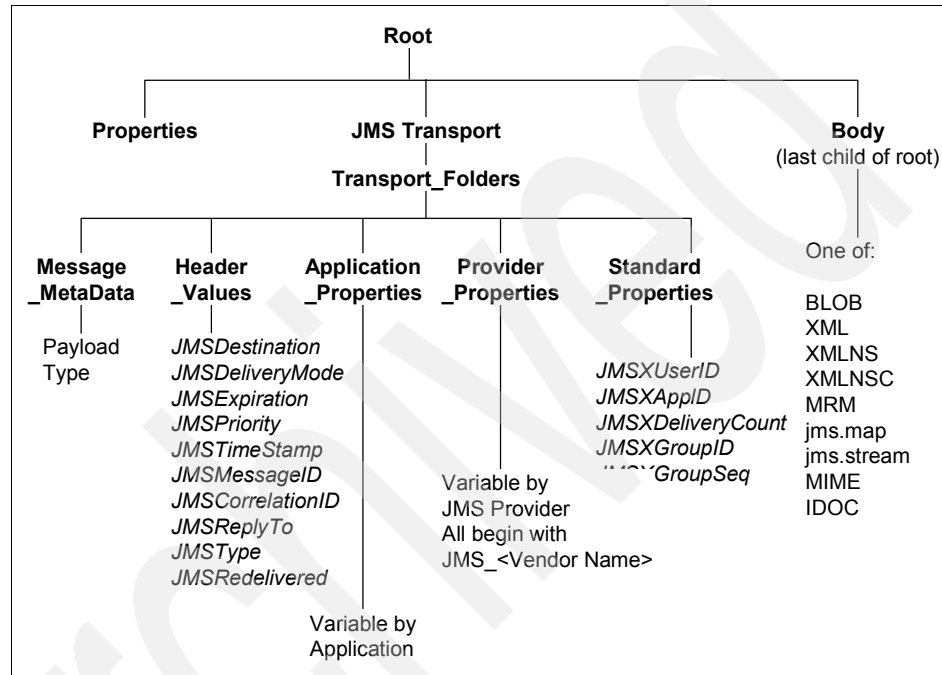 Root
Properties
JMS Transport
Body
(last child of root)
Transport_Folders
Message
_MetaData
Header
_Values
Application
_Properties
Provider
_Properties
Standard
_Properties
One of:
Payload
Type
JMSDestination
JMSDeliveryMode
JMSExpiration
JMSPriority
JMSTimeStamp
JMSMessageID
JMSCorrelationID
JMSReplyTo
JMSType
JMSRedelivered
Variable by
Application
Variable by
JMS Provider
All begin with
JMS_<Vendor Name>
JMSXUserID
JMSXAppID
JMSXDeliveryCount
JMSXGroupID
JMSXGroupSeq
BLOB
XML
XMLNS
XMLNSC
MRM
jms.map
jms.stream
MIME
IDOC